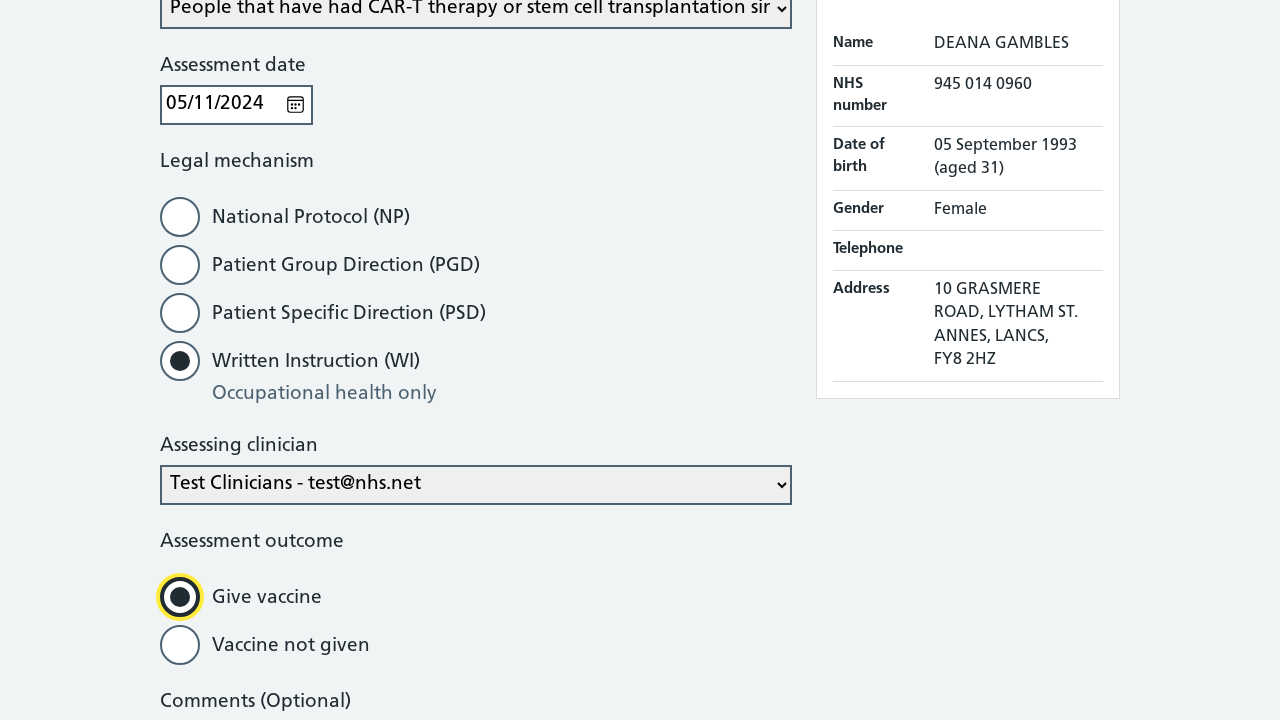 People that have had CAR-T therapy or stem cell transplantation sir
Assessment date
05/11/2024
Legal mechanism
National Protocol (NP)
Patient Group Direction (PGD)
Patient Specific Direction (PSD)
Written Instruction (WI)
Occupational health only
Assessing clinician
Test Clinicians - test@nhs.net
Assessment outcome
Give vaccine
Vaccine not given
Comments (Optional)
Name DEANA GAMBLES
NHS number 945 014 0960
Date of birth 05 September 1993 (aged 31)
Gender Female
Telephone
Address 10 GRASMERE
ROAD, LYTHAM ST.
ANNES, LANCS,
FY8 2HZ